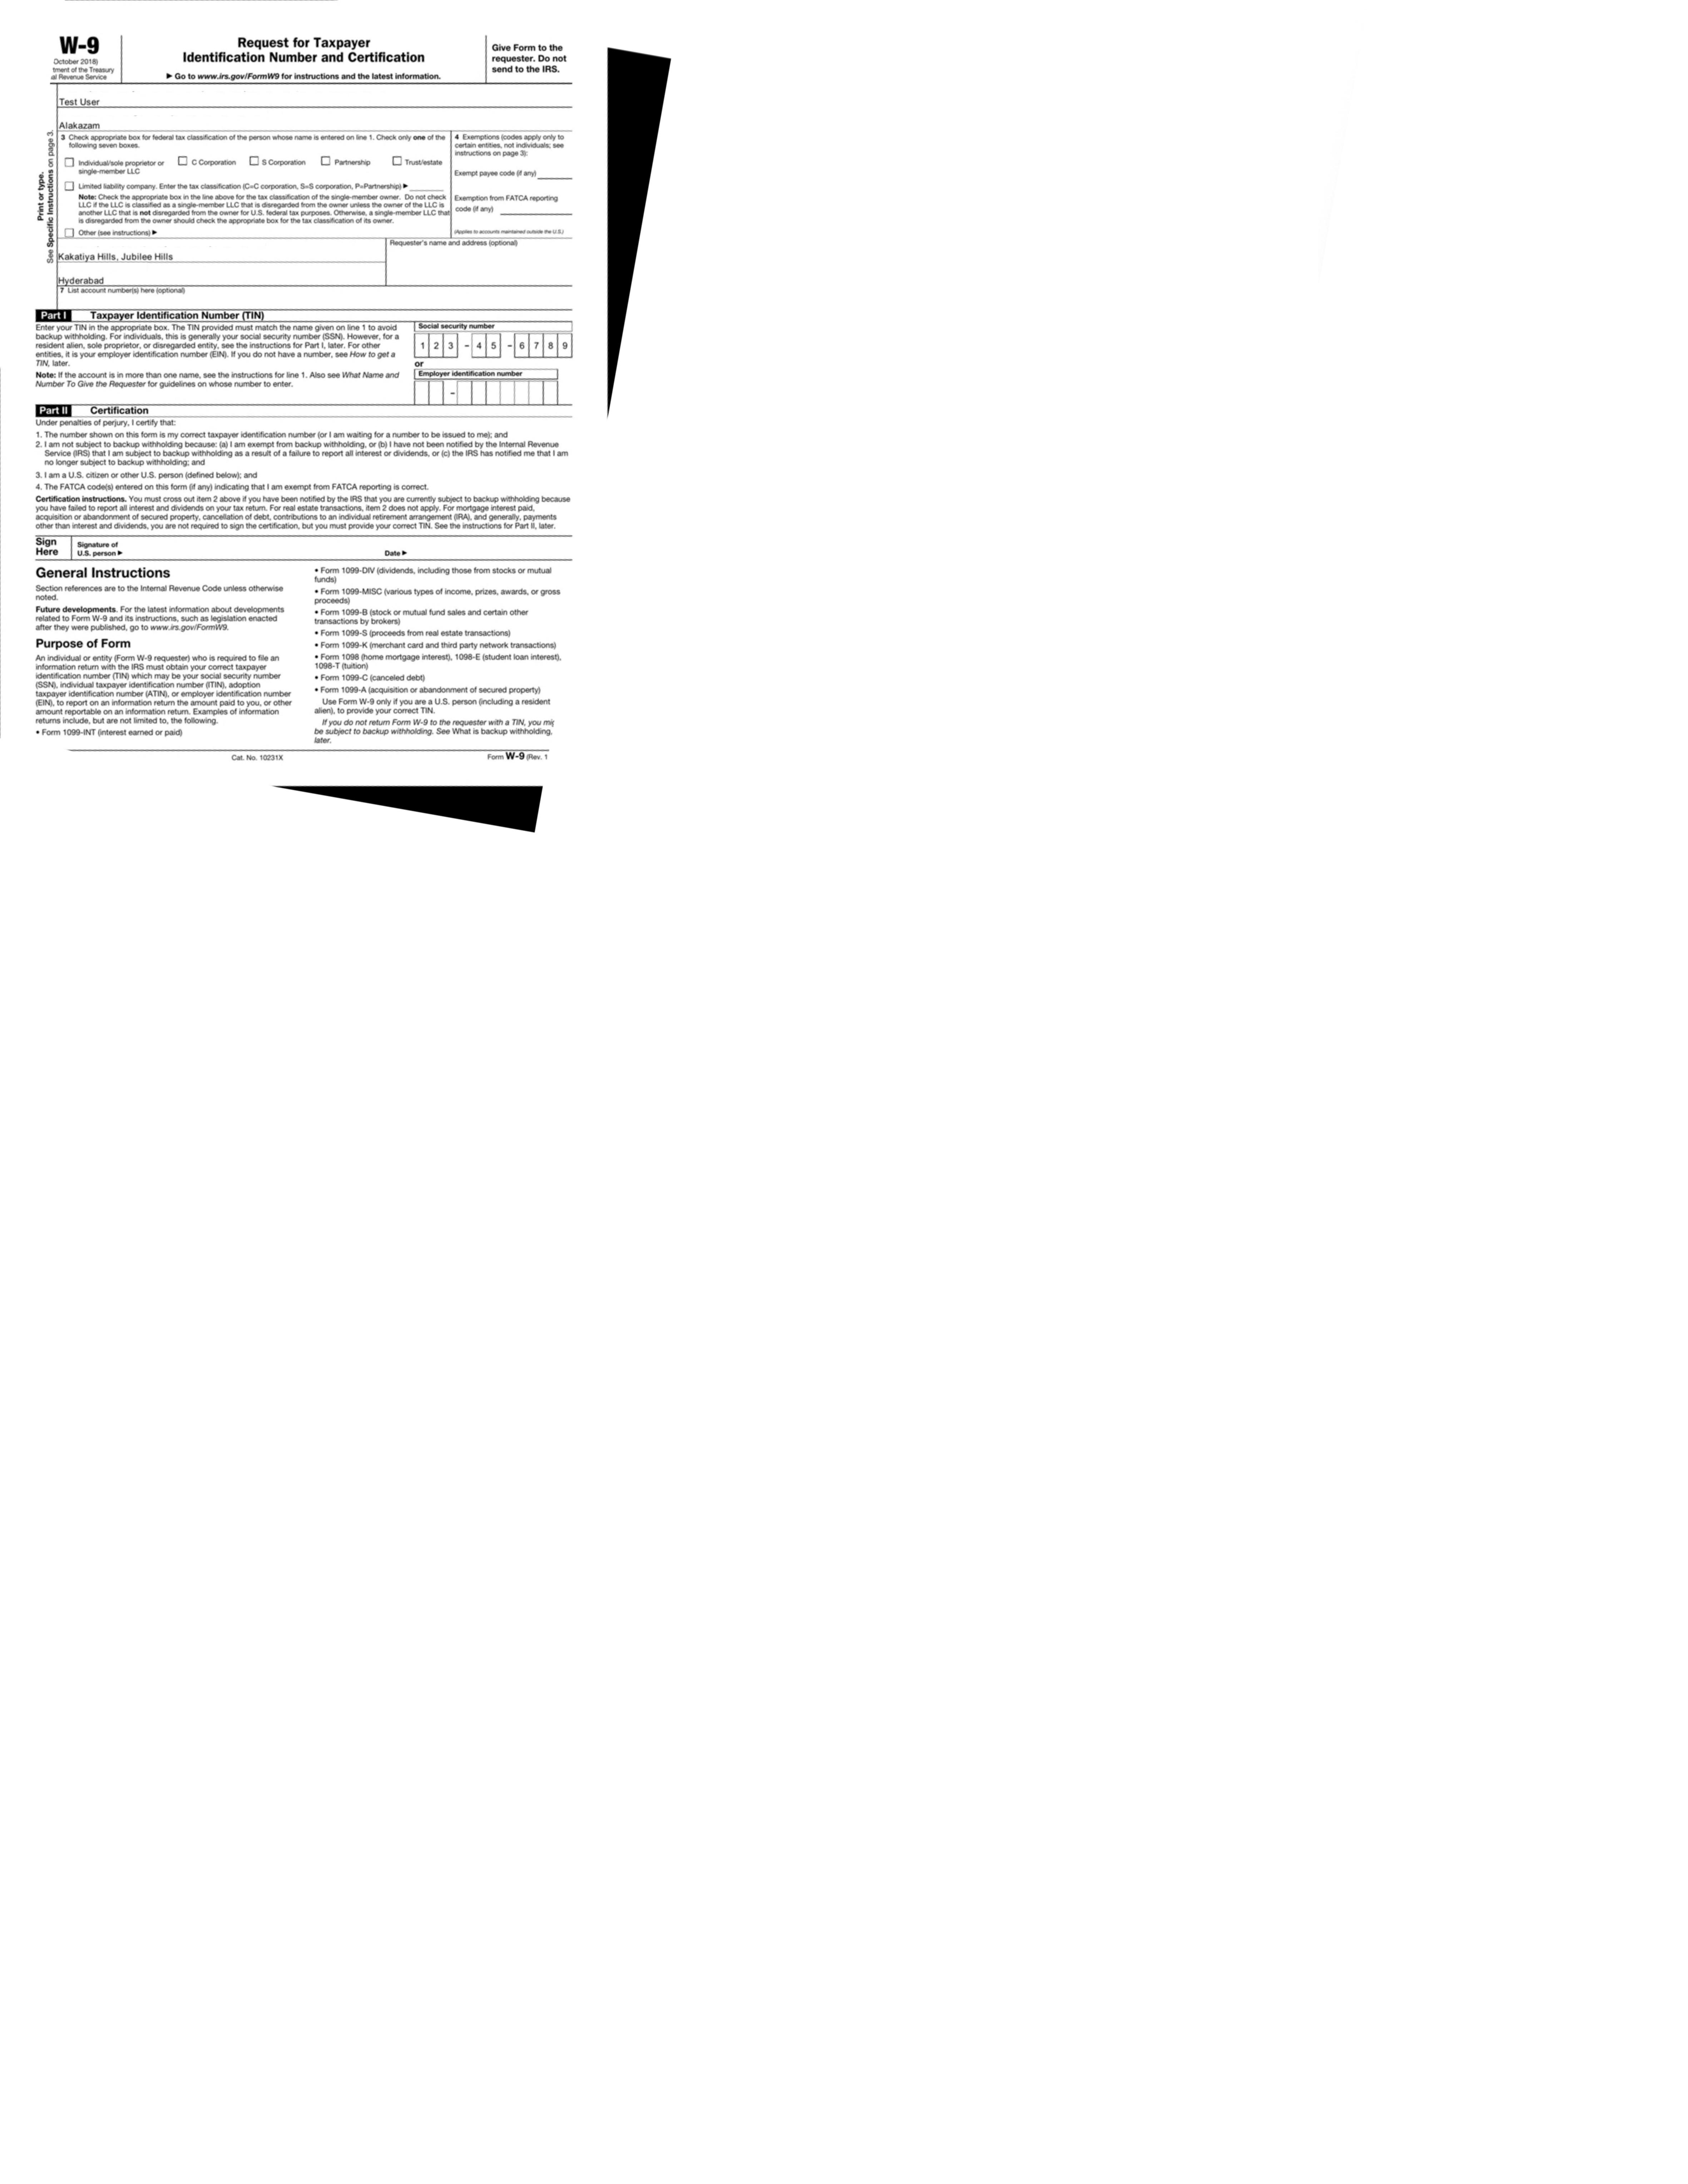 W-9
October 2018)
tment of the Treasury
al Revenue Service
Request for Taxpayer
Identification Number and Certification
▶ Go to www.irs.gov/FormW9 for instructions and the latest information.
Give Form to the
requester. Do not
send to the IRS.
Print or type.
See Specific Instructions on page 3.
Test User
Alakazam
3 Check appropriate box for federal tax classification of the person whose name is entered on line 1. Check only one of the
following seven boxes.
Individual/sole proprietor or
single-member LLC
C Corporation
S Corporation
Partnership
Trust/estate
Limited liability company. Enter the tax classification (C=C corporation, S=S corporation, P=Partnership) ▶
Note: Check the appropriate box in the line above for the tax classification of the single-member owner. Do not check
LLC if the LLC is classified as a single-member LLC that is disregarded from the owner unless the owner of the LLC is
another LLC that is not disregarded from the owner for U.S. federal tax purposes. Otherwise, a single-member LLC that
is disregarded from the owner should check the appropriate box for the tax classification of its owner.
Other (see instructions) ▶
4 Exemptions (codes apply only to
certain entities, not individuals; see
instructions on page 3):
Exempt payee code (if any)
Exemption from FATCA reporting
code (if any)
(Applies to accounts maintained outside the U.S.)
Requester's name and address (optional)
Kakatiya Hills, Jubilee Hills
Hyderabad
7 List account number(s) here (optional)
Part I Taxpayer Identification Number (TIN)
Enter your TIN in the appropriate box. The TIN provided must match the name given on line 1 to avoid
backup withholding. For individuals, this is generally your social security number (SSN). However, for a
resident alien, sole proprietor, or disregarded entity, see the instructions for Part I, later. For other
entities, it is your employer identification number (EIN). If you do not have a number, see How to get a
TIN, later.
Note: If the account is in more than one name, see the instructions for line 1. Also see What Name and
Number To Give the Requester for guidelines on whose number to enter.
Social security number
1 2 3 – 4 5 – 6 7 8 9
or
Employer identification number
–
Part II Certification
Under penalties of perjury, I certify that:
1. The number shown on this form is my correct taxpayer identification number (or I am waiting for a number to be issued to me); and
2. I am not subject to backup withholding because: (a) I am exempt from backup withholding, or (b) I have not been notified by the Internal Revenue
Service (IRS) that I am subject to backup withholding as a result of a failure to report all interest or dividends, or (c) the IRS has notified me that I am
no longer subject to backup withholding; and
3. I am a U.S. citizen or other U.S. person (defined below); and
4. The FATCA code(s) entered on this form (if any) indicating that I am exempt from FATCA reporting is correct.
Certification instructions. You must cross out item 2 above if you have been notified by the IRS that you are currently subject to backup withholding because
you have failed to report all interest and dividends on your tax return. For real estate transactions, item 2 does not apply. For mortgage interest paid,
acquisition or abandonment of secured property, cancellation of debt, contributions to an individual retirement arrangement (IRA), and generally, payments
other than interest and dividends, you are not required to sign the certification, but you must provide your correct TIN. See the instructions for Part II, later.
Sign
Here
Signature of
U.S. person ▶
Date ▶
General Instructions
Section references are to the Internal Revenue Code unless otherwise
noted.
Future developments. For the latest information about developments
related to Form W-9 and its instructions, such as legislation enacted
after they were published, go to www.irs.gov/FormW9.
Purpose of Form
An individual or entity (Form W-9 requester) who is required to file an
information return with the IRS must obtain your correct taxpayer
identification number (TIN) which may be your social security number
(SSN), individual taxpayer identification number (ITIN), adoption
taxpayer identification number (ATIN), or employer identification number
(EIN), to report on an information return the amount paid to you, or other
amount reportable on an information return. Examples of information
returns include, but are not limited to, the following.
• Form 1099-INT (interest earned or paid)
• Form 1099-DIV (dividends, including those from stocks or mutual
funds)
• Form 1099-MISC (various types of income, prizes, awards, or gross
proceeds)
• Form 1099-B (stock or mutual fund sales and certain other
transactions by brokers)
• Form 1099-S (proceeds from real estate transactions)
• Form 1099-K (merchant card and third party network transactions)
• Form 1098 (home mortgage interest), 1098-E (student loan interest),
1098-T (tuition)
• Form 1099-C (canceled debt)
• Form 1099-A (acquisition or abandonment of secured property)
Use Form W-9 only if you are a U.S. person (including a resident
alien), to provide your correct TIN.
If you do not return Form W-9 to the requester with a TIN, you mig
be subject to backup withholding. See What is backup withholding,
later.
Cat. No. 10231X
Form W-9 (Rev. 1